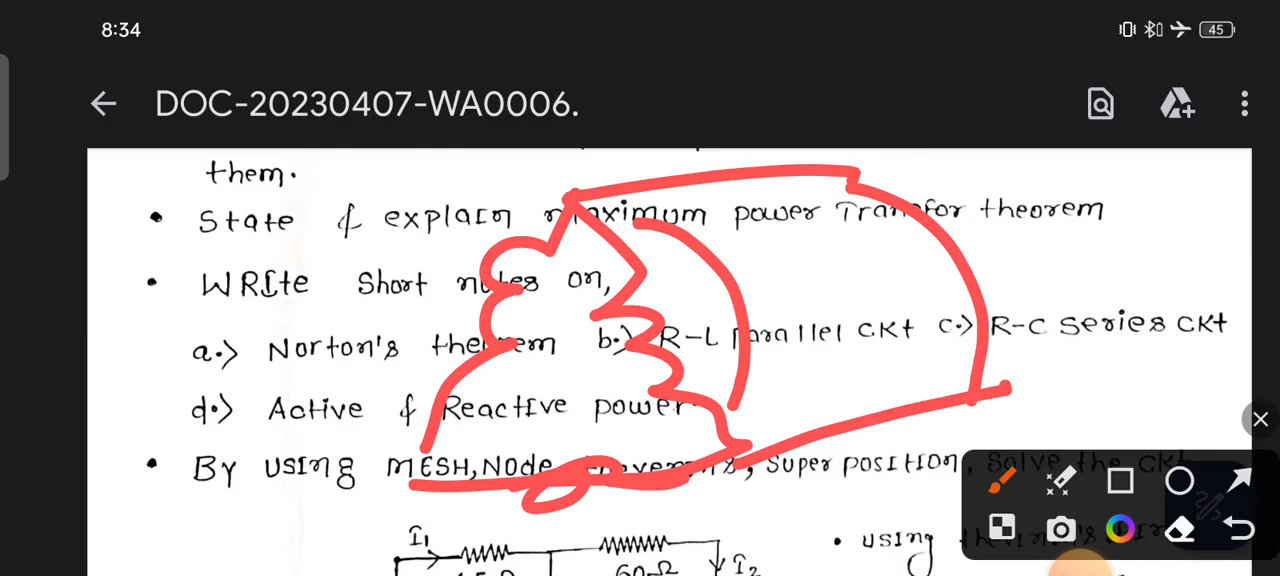 8:34
45
DOC-20230407-WA0006.
them.
• State & explain maximum power Transfor theorem
• WRite Short notes on,
a.) Norton's theorem b.) R-L parallel CKt c.) R-C series CKt
d.) Active & Reactive power
• By using MESH, Node, thevenin's, Super posItIon, Solve the CKt
I1 60Ω I2 • using